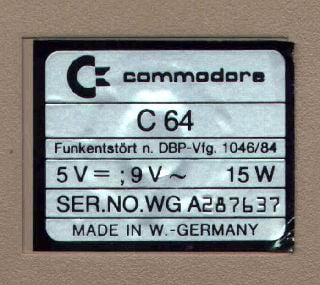 commodore
C 64
Funkentstört n. DBP-Vfg. 1046/84
5 V= ; 9 V ~ 15 W
SER.NO.WG A287637
MADE IN W.-GERMANY